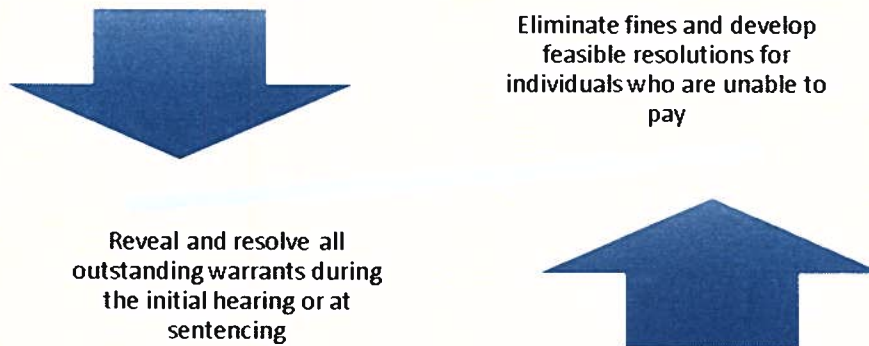 Eliminate fines and develop
feasible resolutions for
individuals who are unable to
pay
Reveal and resolve all
outstanding warrants during
the initial hearing or at
sentencing